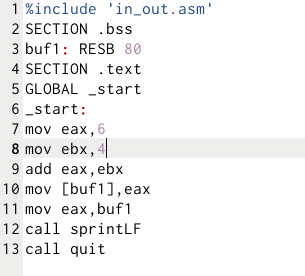 1 %include 'in_out.asm'
2 SECTION .bss
3 buf1: RESB 80
4 SECTION .text
5 GLOBAL _start
6 _start:
7 mov eax,6
8 mov ebx,4
9 add eax,ebx
10 mov [buf1],eax
11 mov eax,buf1
12 call sprintLF
13 call quit